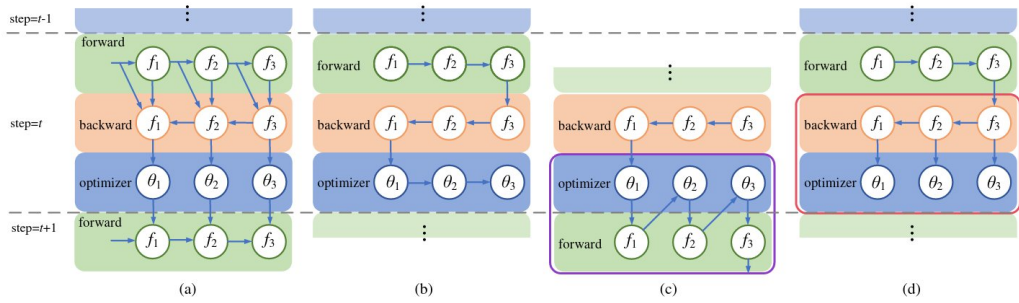 step=t-1
forward
f1 f2 f3
step=t
backward
f1 f2 f3
optimizer
θ1 θ2 θ3
step=t+1
forward
f1 f2 f3
(a)
forward
f1 f2 f3
backward
f1 f2 f3
optimizer
θ1 θ2 θ3
(b)
backward
f1 f2 f3
optimizer
θ1 θ2 θ3
forward
f1 f2 f3
(c)
forward
f1 f2 f3
backward
f1 f2 f3
optimizer
θ1 θ2 θ3
(d)